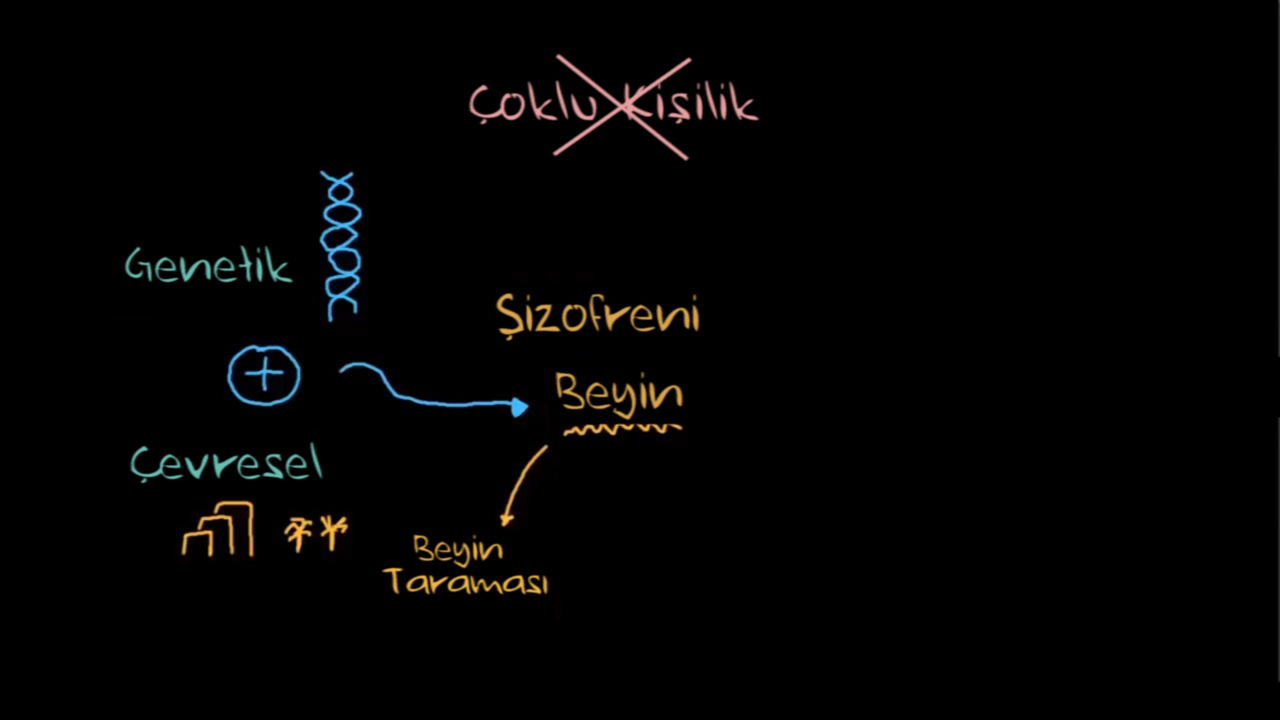 Çoklu Kişilik
Genetik
Şizofreni
+
Beyin
Çevresel
Beyin
Taraması